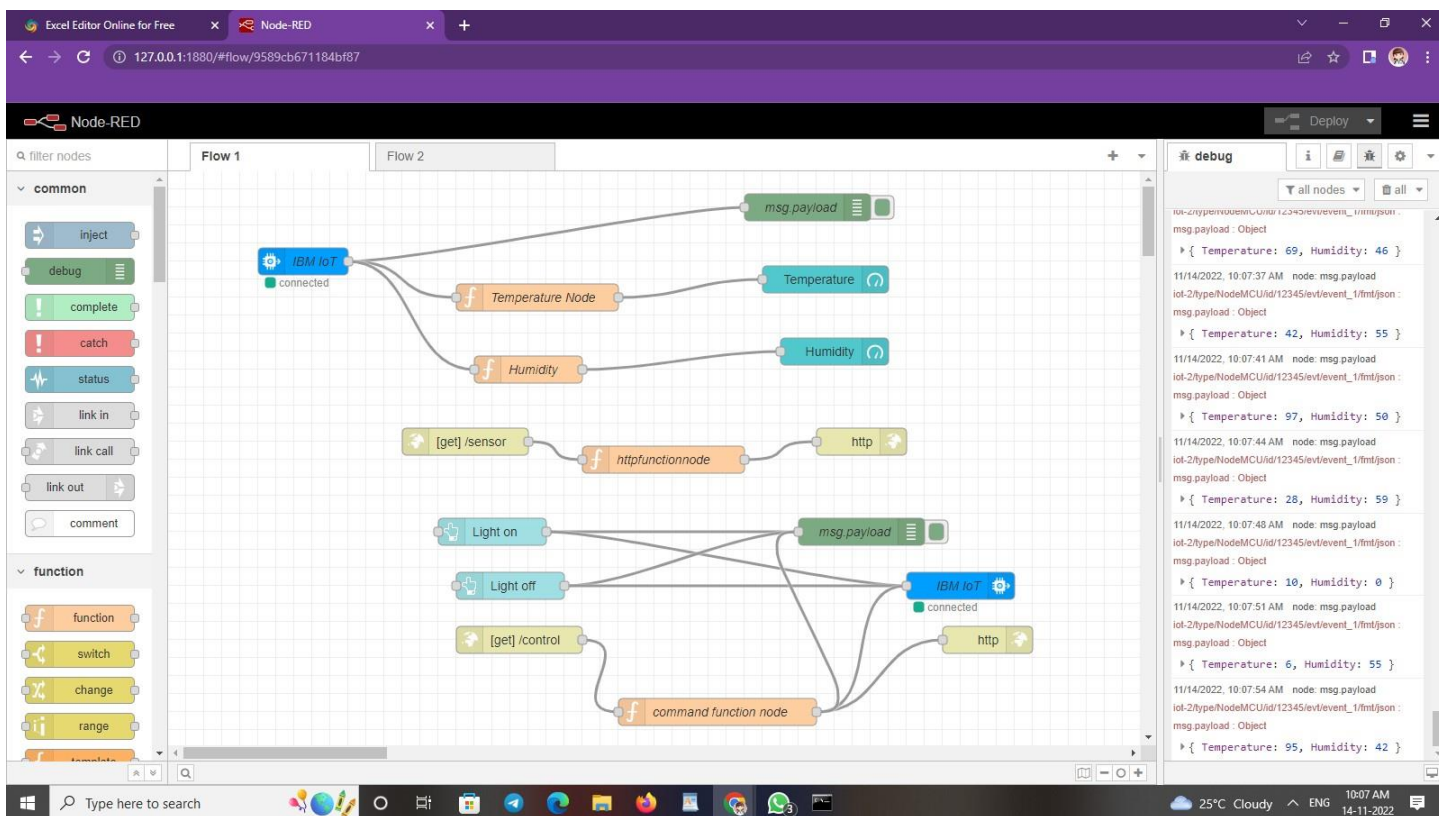 Excel Editor Online for Free
Node-RED
127.0.0.1:1880/#flow/9589cb671184bf87
Node-RED
Deploy
filter nodes
Flow 1
Flow 2
debug
all nodes
all
common
inject
debug
complete
catch
status
link in
link call
link out
comment
function
function
switch
change
range
template
msg.payload
IBM IoT
connected
Temperature Node
Temperature
Humidity
Humidity
[get] /sensor
httpfunctionnode
http
Light on
msg.payload
Light off
IBM IoT
connected
[get] /control
http
command function node
iot-2/type/NodeMCU/id/12345/evt/event_1/fmt/json :
msg.payload : Object
{ Temperature: 69, Humidity: 46 }
11/14/2022, 10:07:37 AM node: msg.payload
iot-2/type/NodeMCU/id/12345/evt/event_1/fmt/json :
msg.payload : Object
{ Temperature: 42, Humidity: 55 }
11/14/2022, 10:07:41 AM node: msg.payload
iot-2/type/NodeMCU/id/12345/evt/event_1/fmt/json :
msg.payload : Object
{ Temperature: 97, Humidity: 50 }
11/14/2022, 10:07:44 AM node: msg.payload
iot-2/type/NodeMCU/id/12345/evt/event_1/fmt/json :
msg.payload : Object
{ Temperature: 28, Humidity: 59 }
11/14/2022, 10:07:48 AM node: msg.payload
iot-2/type/NodeMCU/id/12345/evt/event_1/fmt/json :
msg.payload : Object
{ Temperature: 10, Humidity: 0 }
11/14/2022, 10:07:51 AM node: msg.payload
iot-2/type/NodeMCU/id/12345/evt/event_1/fmt/json :
msg.payload : Object
{ Temperature: 6, Humidity: 55 }
11/14/2022, 10:07:54 AM node: msg.payload
iot-2/type/NodeMCU/id/12345/evt/event_1/fmt/json :
msg.payload : Object
{ Temperature: 95, Humidity: 42 }
Type here to search
3
25°C Cloudy
ENG
10:07 AM
14-11-2022